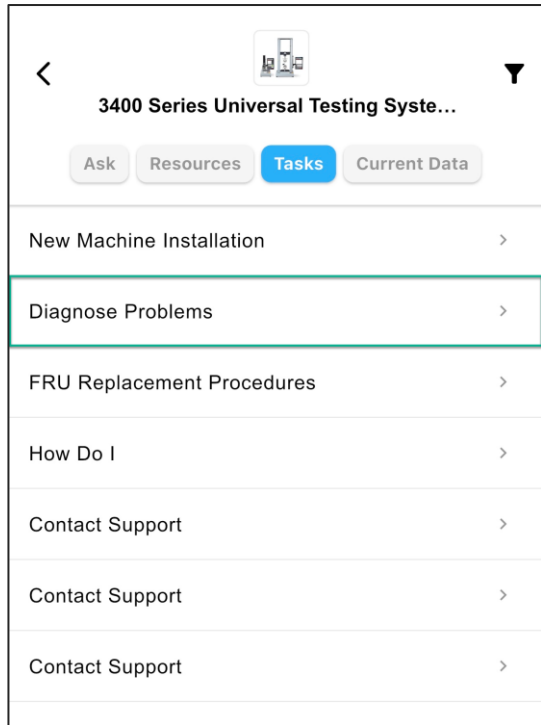 3400 Series Universal Testing Syste...
Ask Resources Tasks Current Data
New Machine Installation
Diagnose Problems
FRU Replacement Procedures
How Do I
Contact Support
Contact Support
Contact Support